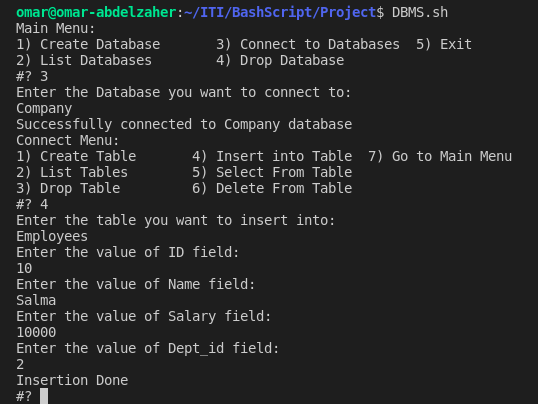 omar@omar-abdelzaher:~/ITI/BashScript/Project$ DBMS.sh
Main Menu:
1) Create Database       3) Connect to Databases  5) Exit
2) List Databases        4) Drop Database
#? 3
Enter the Database you want to connect to:
Company
Successfully connected to Company database
Connect Menu:
1) Create Table       4) Insert into Table  7) Go to Main Menu
2) List Tables        5) Select From Table
3) Drop Table         6) Delete From Table
#? 4
Enter the table you want to insert into:
Employees
Enter the value of ID field:
10
Enter the value of Name field:
Salma
Enter the value of Salary field:
10000
Enter the value of Dept_id field:
2
Insertion Done
#?